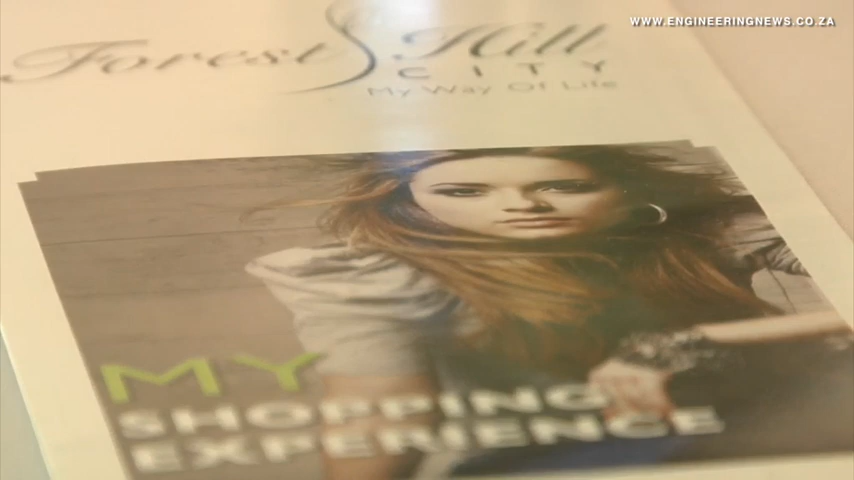 WWW.ENGINEERINGNEWS.CO.ZA
Forest Hill
CITY
My Way Of Life
MY
SHOPPING
EXPERIENCE